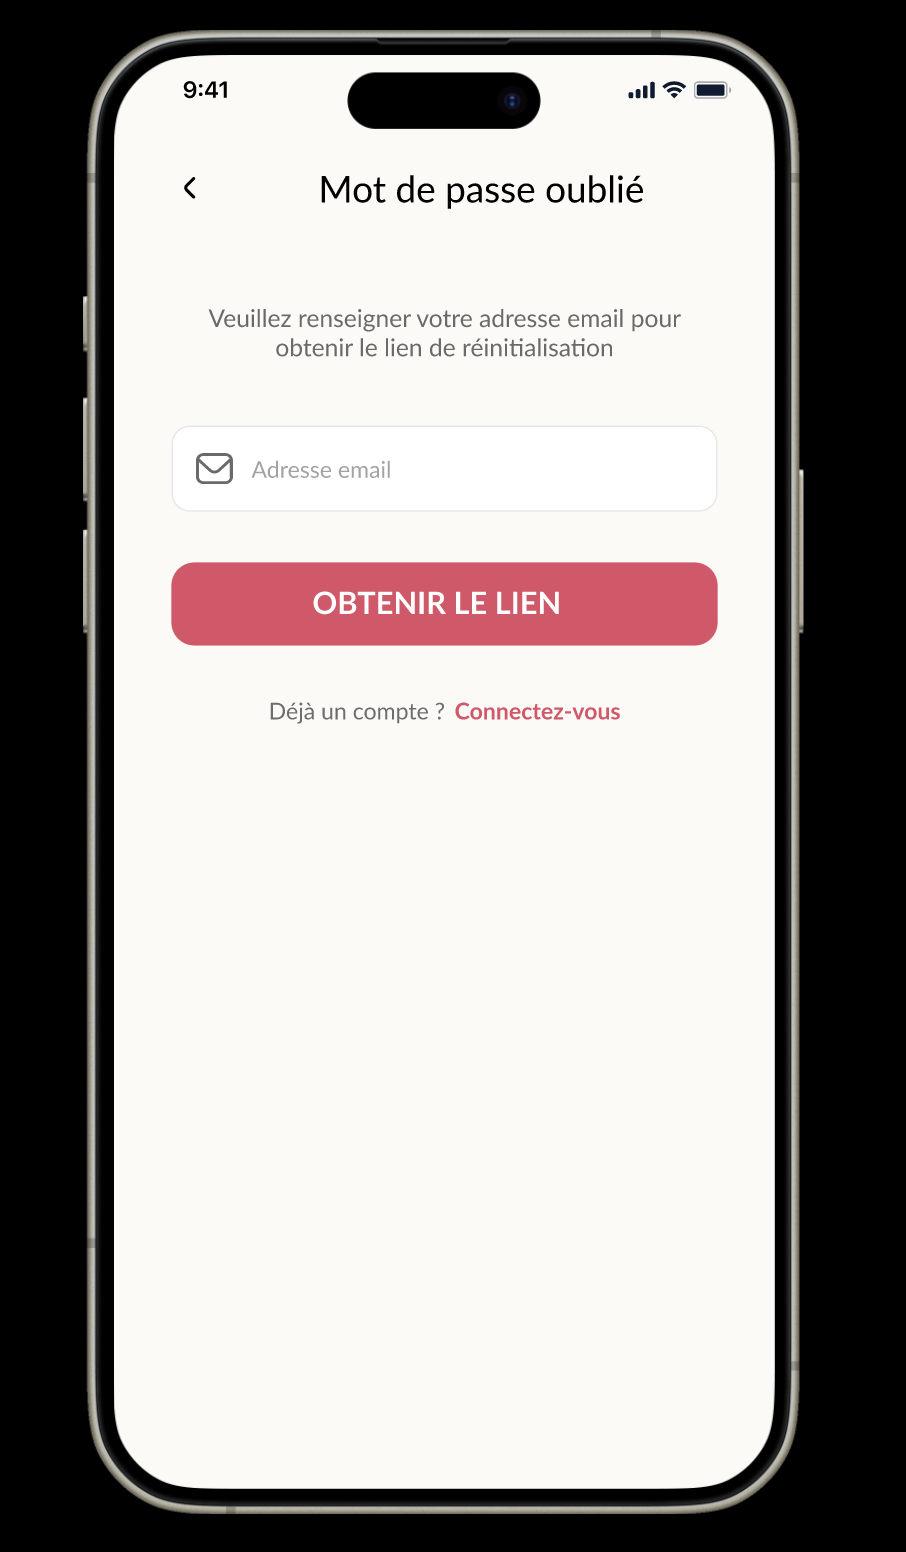 9:41
Mot de passe oublié
Veuillez renseigner votre adresse email pour
obtenir le lien de réinitialisation
Adresse email
OBTENIR LE LIEN
Déjà un compte ? Connectez-vous